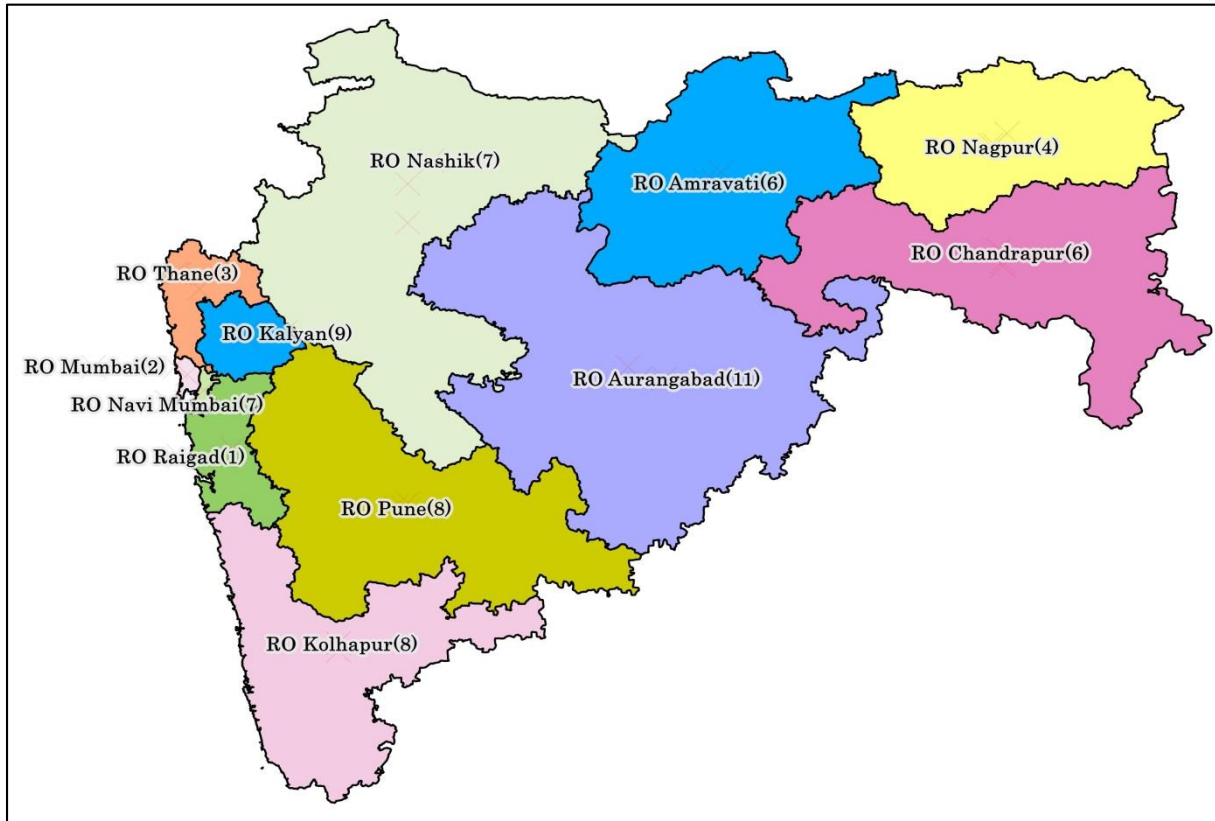 RO Nashik(7)
RO Nagpur(4)
RO Amravati(6)
RO Chandrapur(6)
RO Thane(3)
RO Kalyan(9)
RO Mumbai(2)
RO Aurangabad(11)
RO Navi Mumbai(7)
RO Raigad(1)
RO Pune(8)
RO Kolhapur(8)